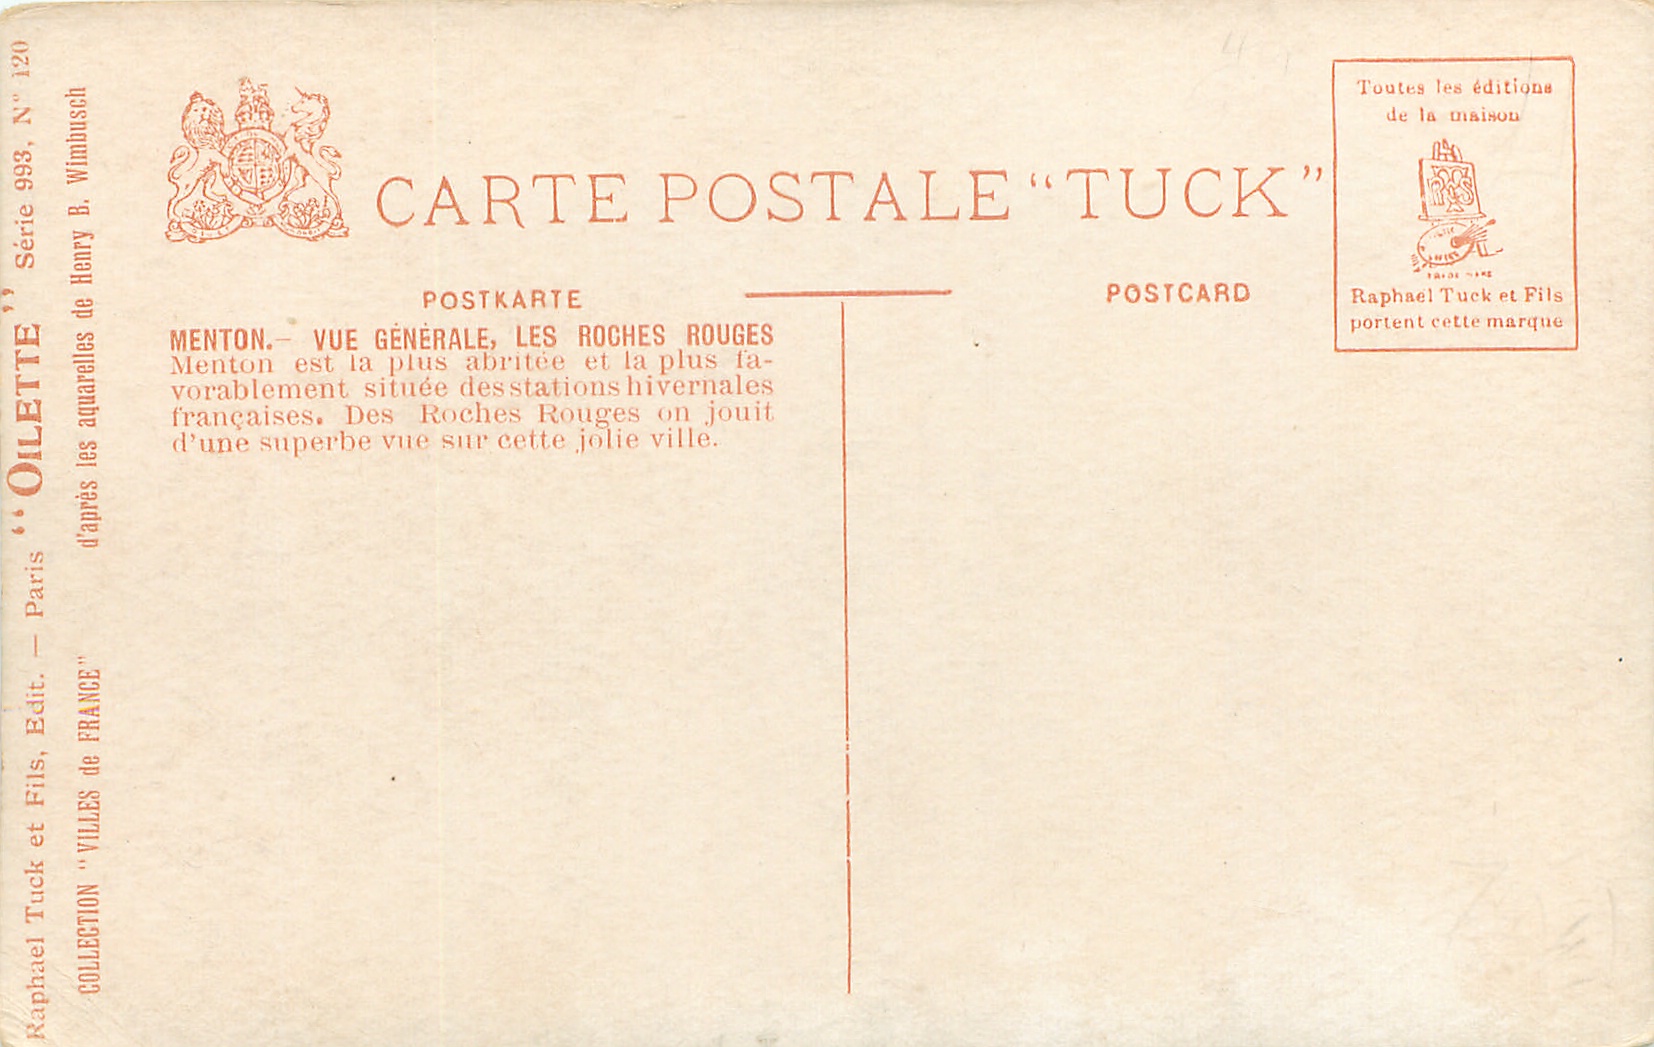 Raphael Tuck et Fils, Edit. — Paris "OILETTE" Série 993, N° 120
COLLECTION "VILLES de FRANCE" d'après les aquarelles de Henry B. Wimbusch
CARTE POSTALE "TUCK"
POSTKARTE
POSTCARD
MENTON.— VUE GÉNÉRALE, LES ROCHES ROUGES
Menton est la plus abritée et la plus fa-
vorablement située des stations hivernales
françaises. Des Roches Rouges on jouit
d'une superbe vue sur cette jolie ville.
Toutes les éditions
de la maison
Raphael Tuck et Fils
portent cette marque